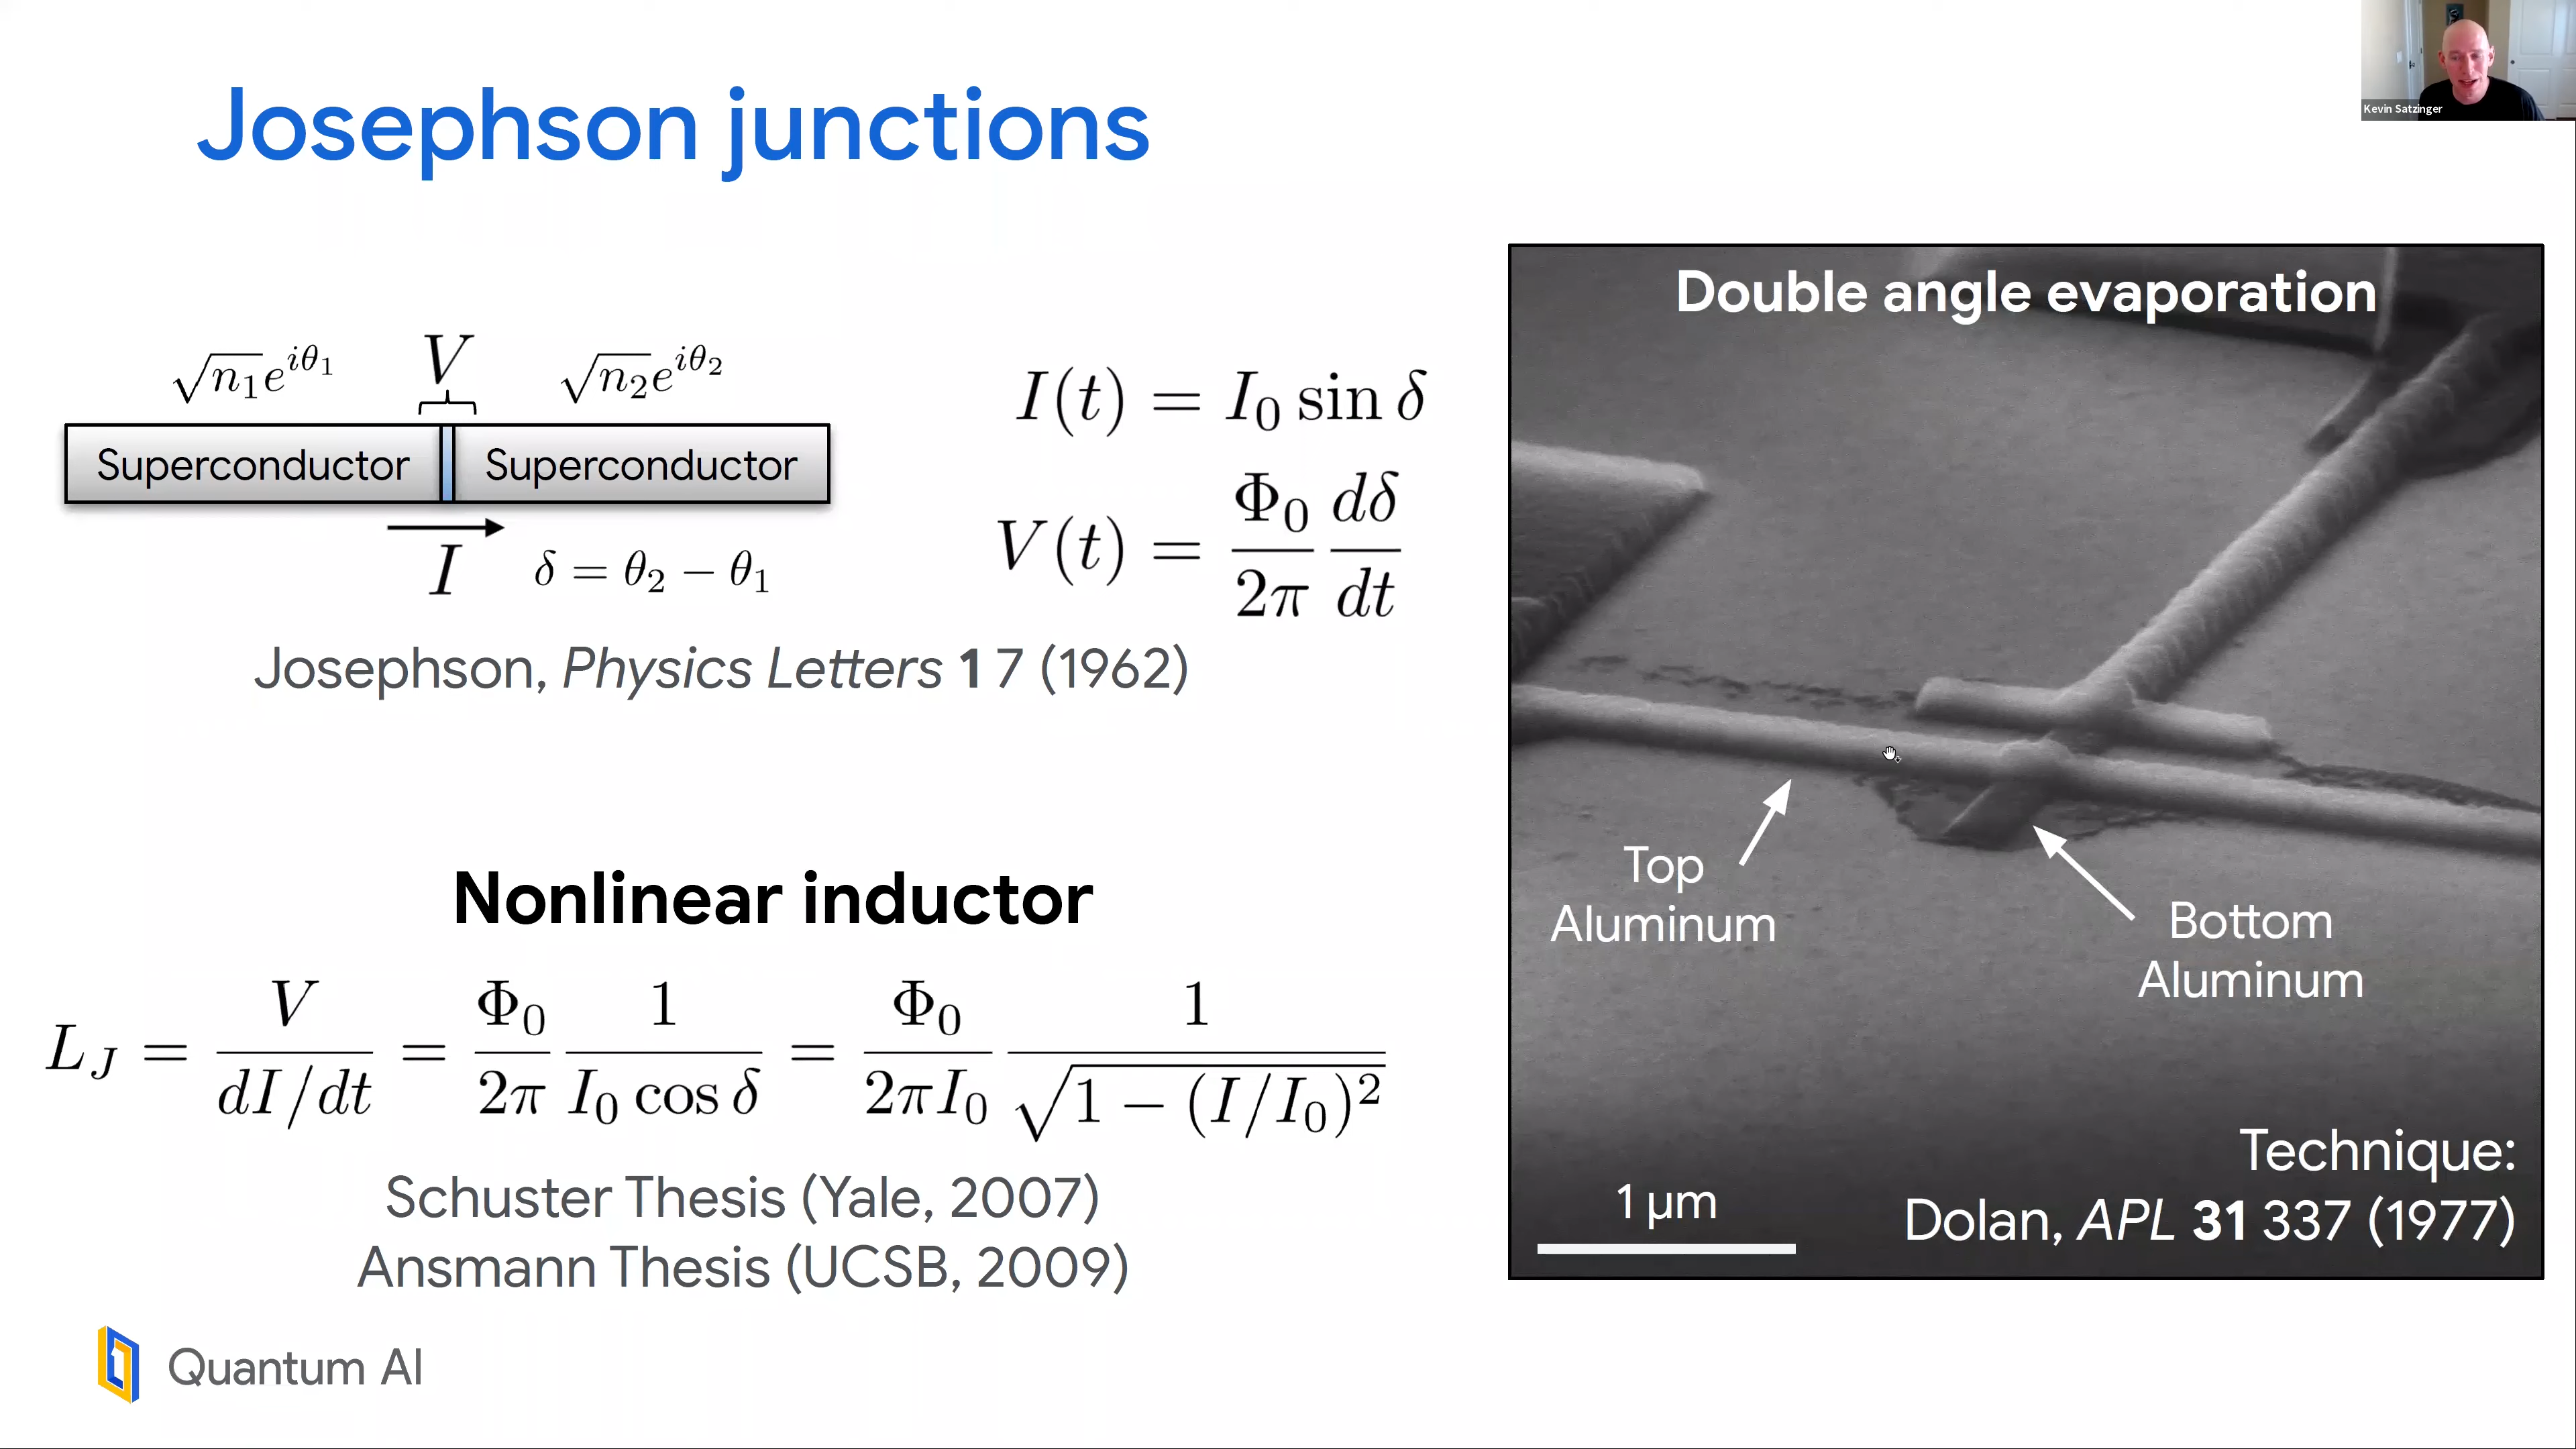 Josephson junctions
Kevin Satzinger
√n₁e^{iθ₁}
V
√n₂e^{iθ₂}
Superconductor
Superconductor
I
δ = θ₂ − θ₁
I(t) = I₀ sin δ
V(t) = Φ₀/2π dδ/dt
Josephson, Physics Letters 1 7 (1962)
Nonlinear inductor
L_J = V/(dI/dt) = Φ₀/2π 1/(I₀ cos δ) = Φ₀/(2πI₀) 1/√(1 − (I/I₀)²)
Schuster Thesis (Yale, 2007)
Ansmann Thesis (UCSB, 2009)
Quantum AI
Double angle evaporation
Top
Aluminum
Bottom
Aluminum
1 µm
Technique:
Dolan, APL 31 337 (1977)